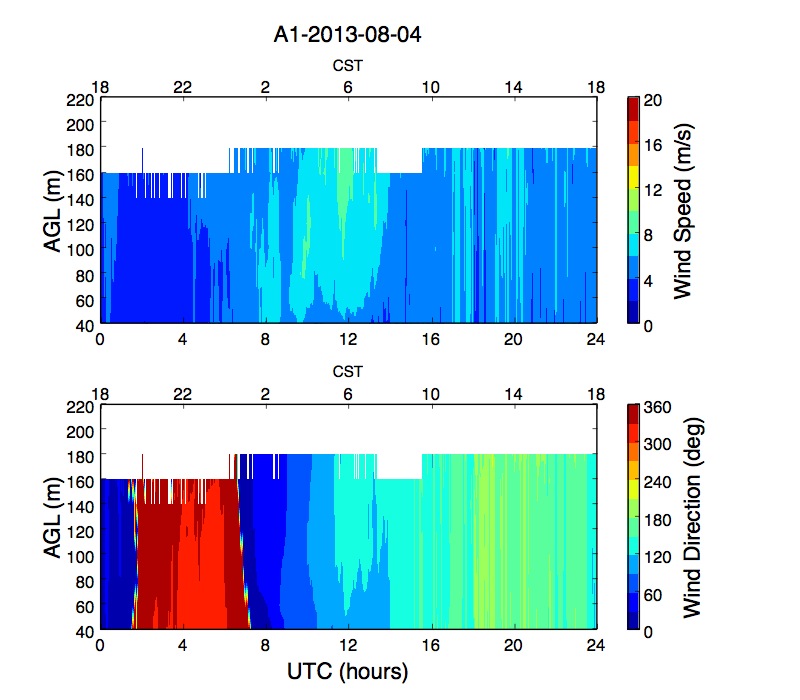 A1-2013-08-04
CST
18 22 2 6 10 14 18
220
200
180
160
140
120
100
80
60
40
AGL (m)
0 4 8 12 16 20 24
20
16
12
8
4
0
Wind Speed (m/s)
CST
18 22 2 6 10 14 18
220
200
180
160
140
120
100
80
60
40
AGL (m)
0 4 8 12 16 20 24
UTC (hours)
360
300
240
180
120
60
0
Wind Direction (deg)